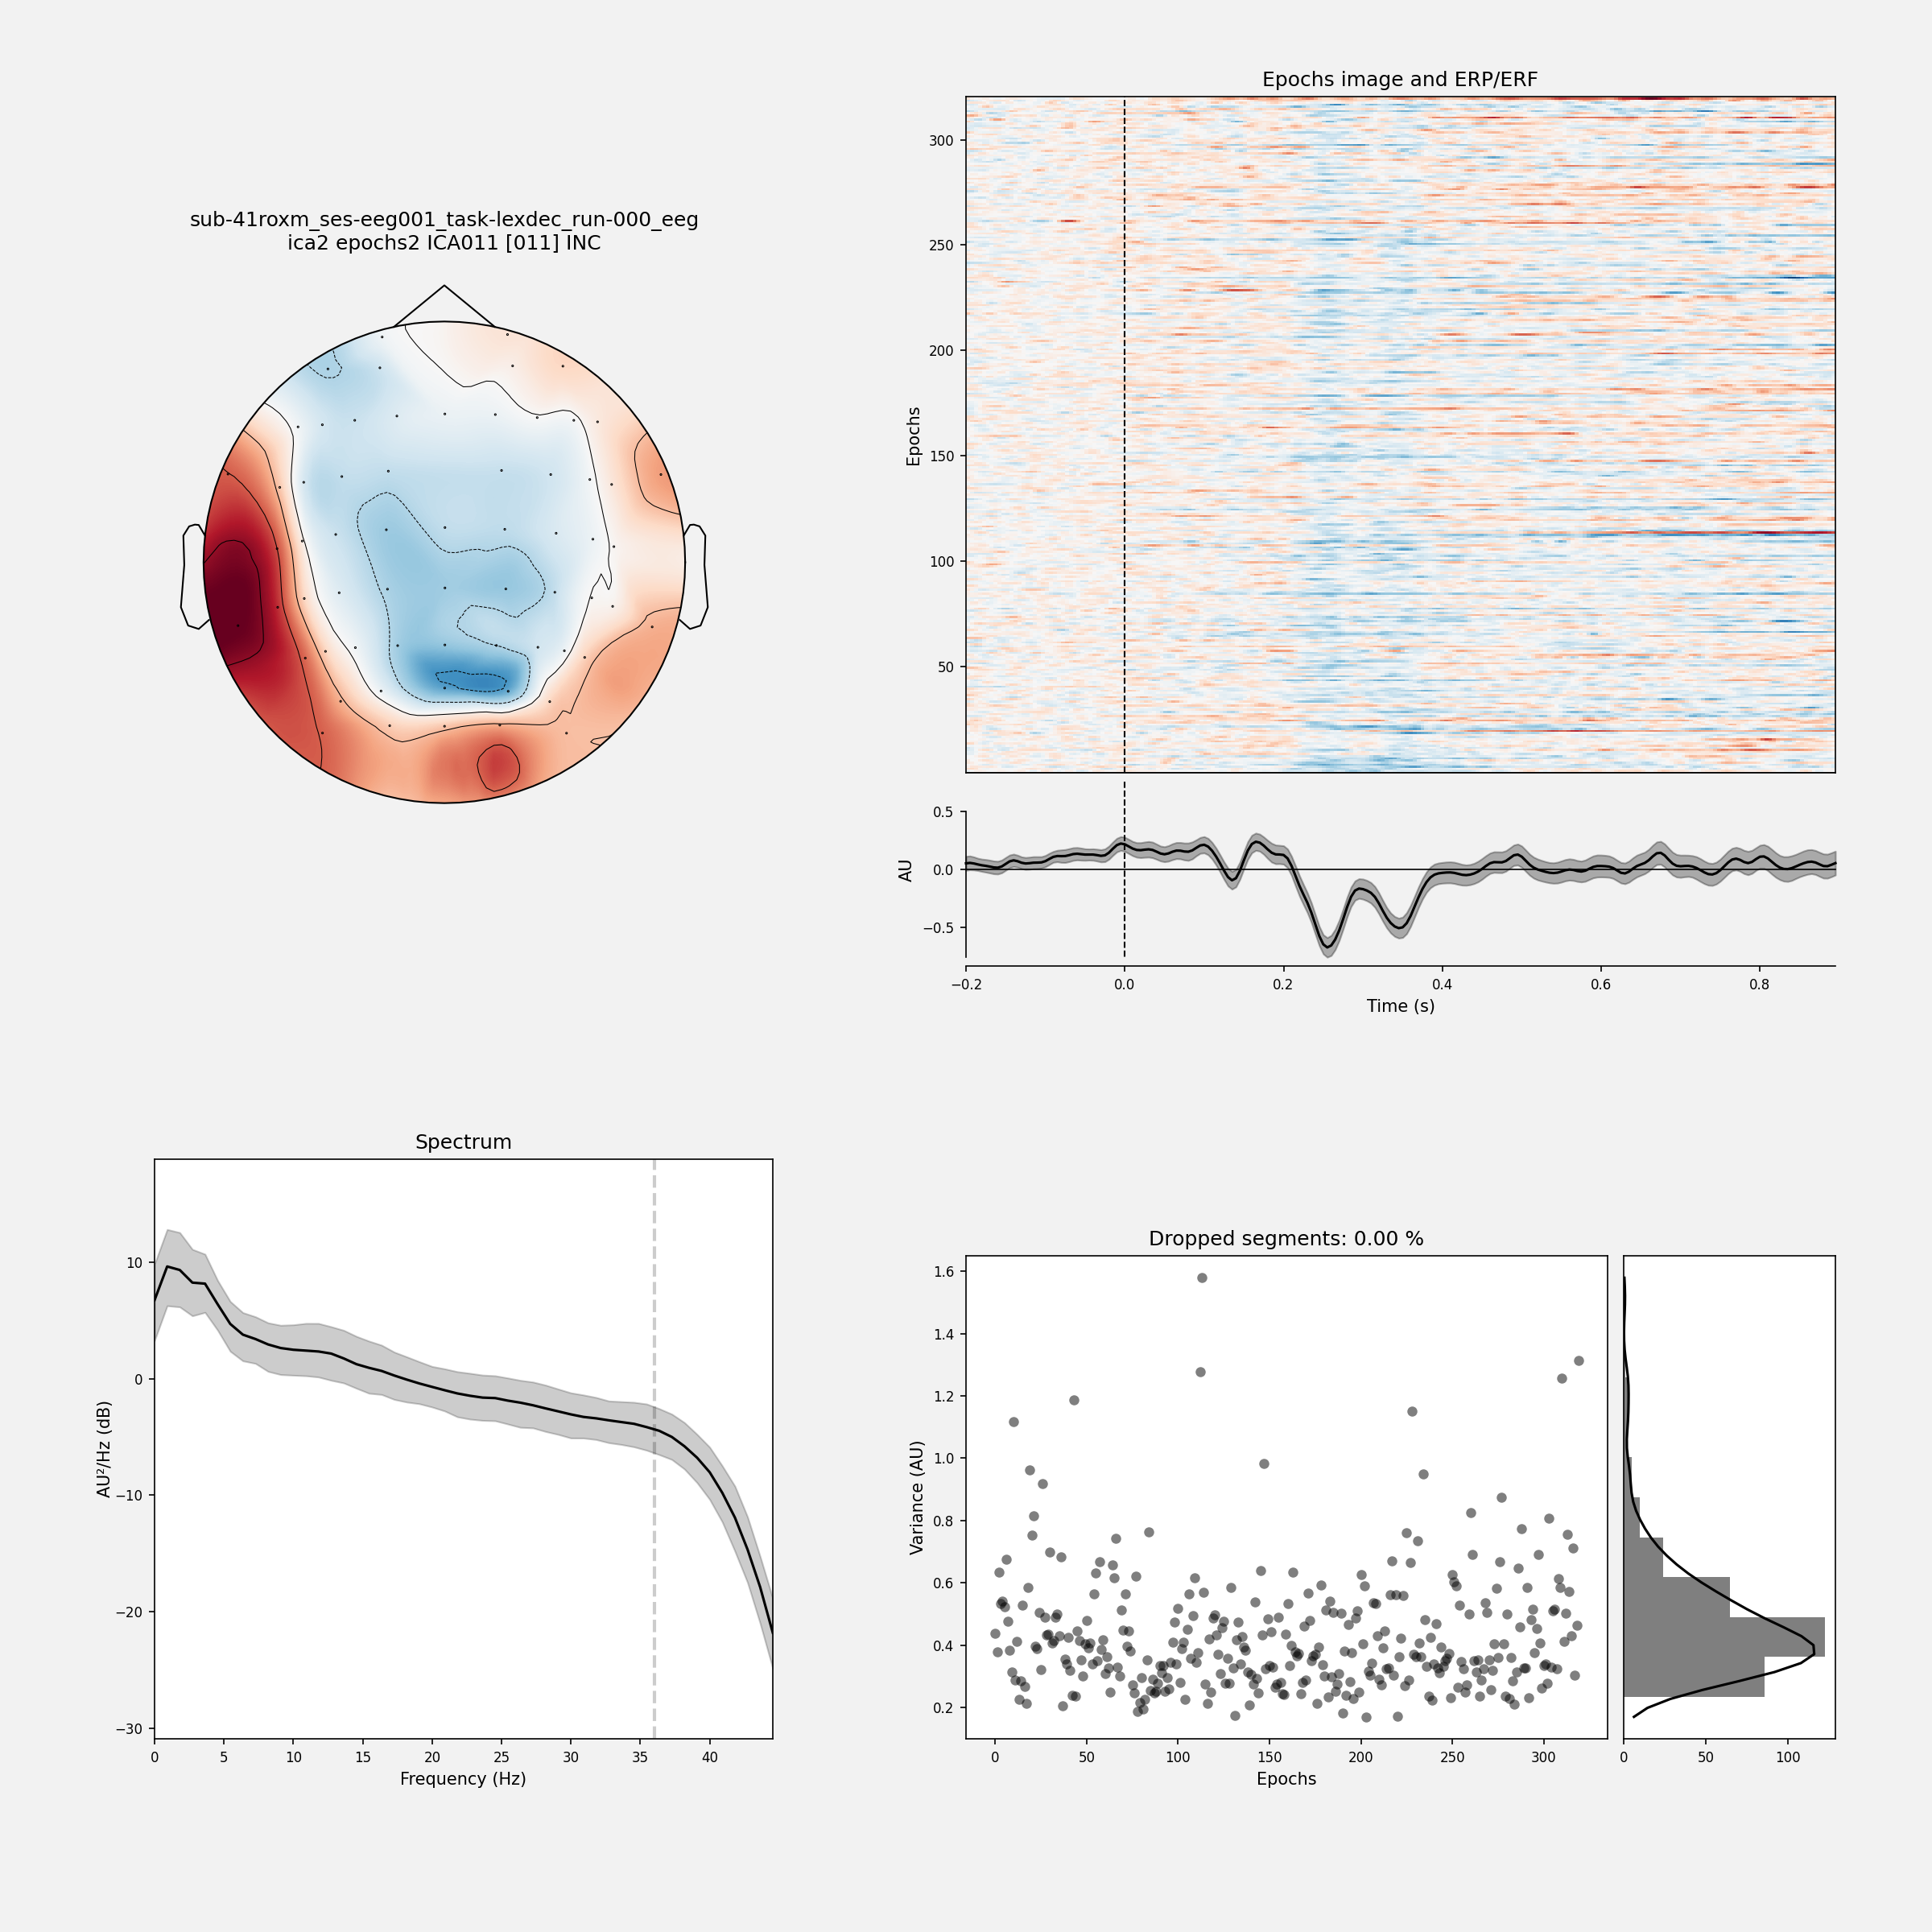 sub-41roxm_ses-eeg001_task-lexdec_run-000_eeg
ica2 epochs2 ICA011 [011] INC
Epochs image and ERP/ERF
Epochs
300
250
200
150
100
50
AU
0.5
0.0
−0.5
−0.2 0.0 0.2 0.4 0.6 0.8
Time (s)
Spectrum
AU²/Hz (dB)
10
0
−10
−20
−30
0 5 10 15 20 25 30 35 40
Frequency (Hz)
Dropped segments: 0.00 %
Variance (AU)
1.6
1.4
1.2
1.0
0.8
0.6
0.4
0.2
0 50 100 150 200 250 300
Epochs
0 50 100